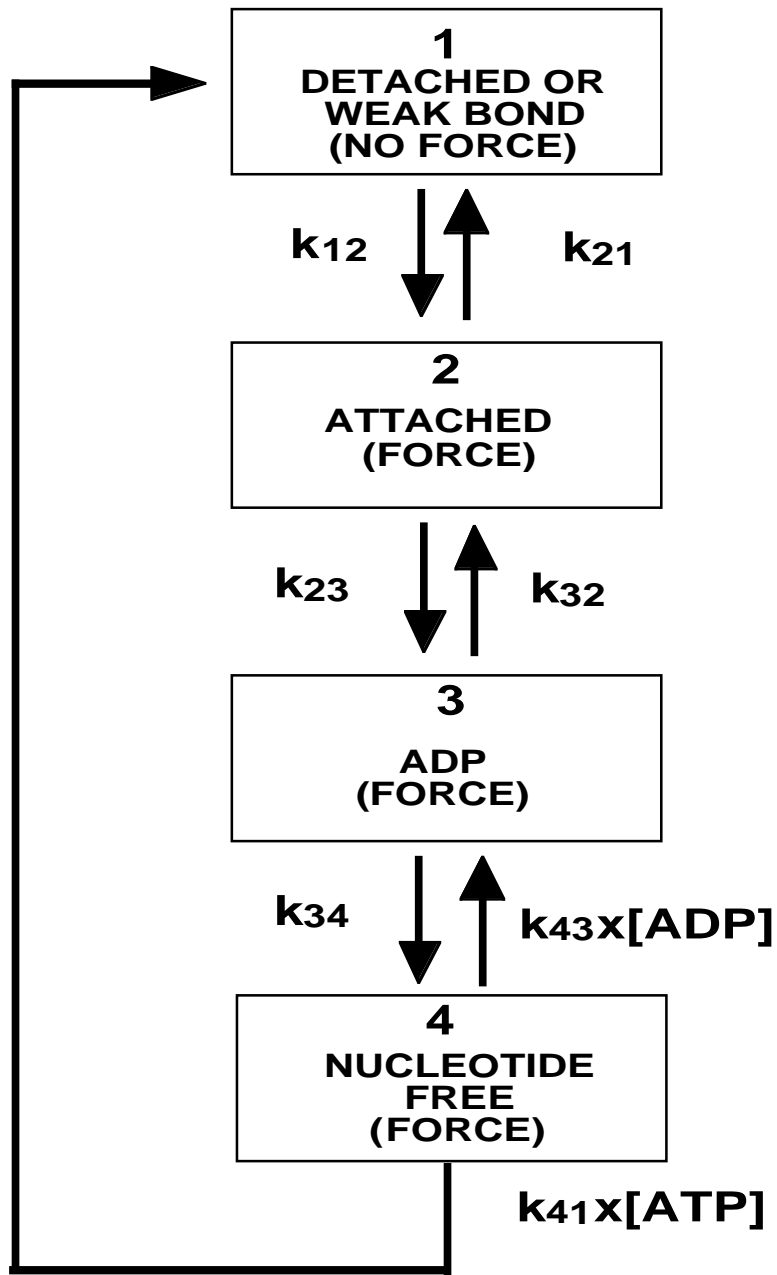 1
DETACHED OR
WEAK BOND
(NO FORCE)
k12
k21
2
ATTACHED
(FORCE)
k23
k32
3
ADP
(FORCE)
k34
k43x[ADP]
4
NUCLEOTIDE
FREE
(FORCE)
k41x[ATP]